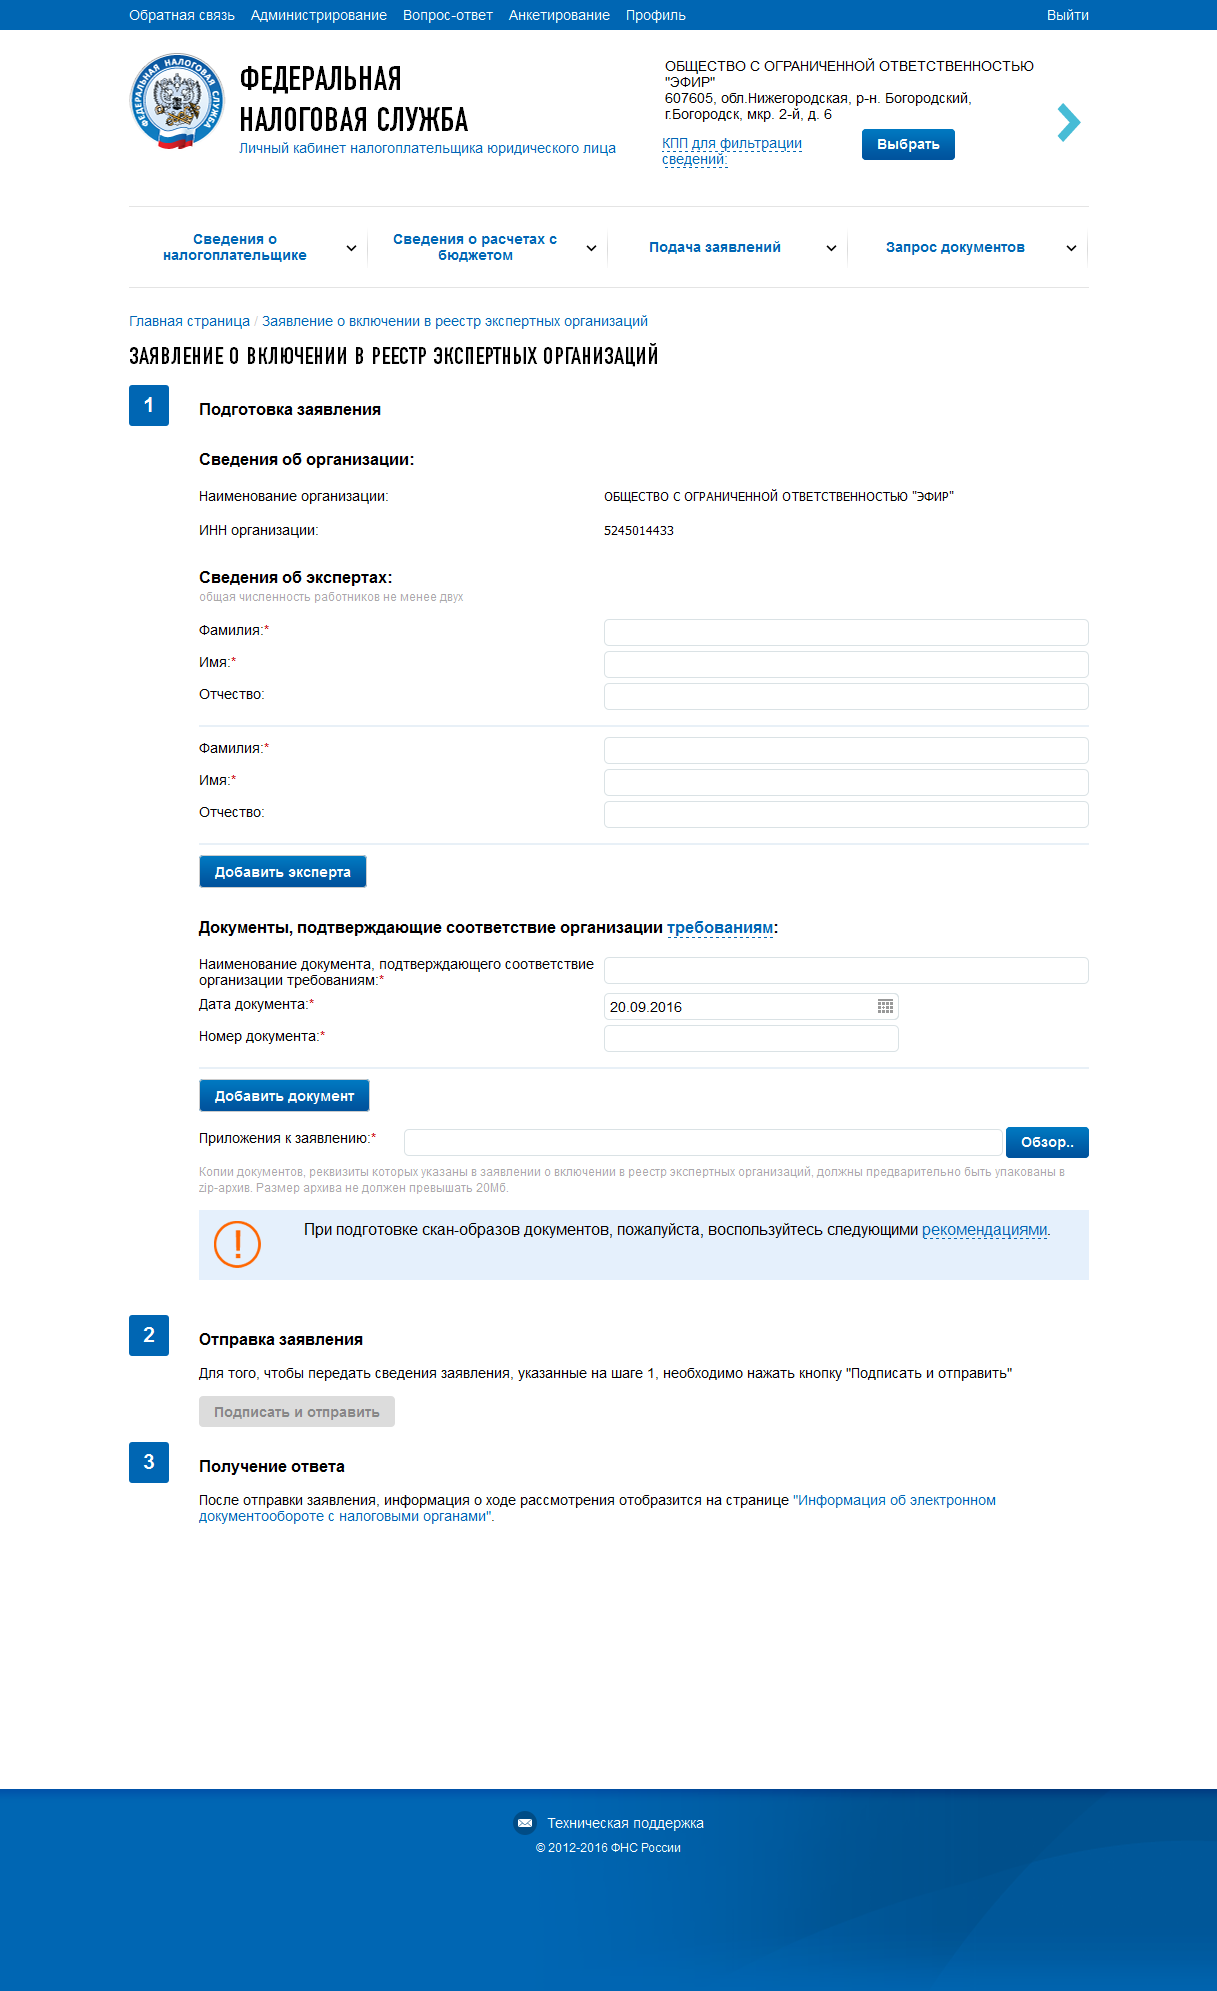 Обратная связь Администрирование Вопрос-ответ Анкетирование Профиль Выйти
ФЕДЕРАЛЬНАЯ НАЛОГОВАЯ СЛУЖБА
ФЕДЕРАЛЬНАЯ
НАЛОГОВАЯ СЛУЖБА
Личный кабинет налогоплательщика юридического лица
ОБЩЕСТВО С ОГРАНИЧЕННОЙ ОТВЕТСТВЕННОСТЬЮ
"ЭФИР"
607605, обл.Нижегородская, р-н. Богородский,
г.Богородск, мкр. 2-й, д. 6
КПП для фильтрации
сведений:
Выбрать
Сведения о
налогоплательщике
Сведения о расчетах с
бюджетом
Подача заявлений
Запрос документов
Главная страница / Заявление о включении в реестр экспертных организаций
ЗАЯВЛЕНИЕ О ВКЛЮЧЕНИИ В РЕЕСТР ЭКСПЕРТНЫХ ОРГАНИЗАЦИЙ
1 Подготовка заявления
Сведения об организации:
Наименование организации: ОБЩЕСТВО С ОГРАНИЧЕННОЙ ОТВЕТСТВЕННОСТЬЮ "ЭФИР"
ИНН организации: 5245014433
Сведения об экспертах:
общая численность работников не менее двух
Фамилия:*
Имя:*
Отчество:
Фамилия:*
Имя:*
Отчество:
Добавить эксперта
Документы, подтверждающие соответствие организации требованиям:
Наименование документа, подтверждающего соответствие
организации требованиям:*
Дата документа:* 20.09.2016
Номер документа:*
Добавить документ
Приложения к заявлению:* Обзор..
Копии документов, реквизиты которых указаны в заявлении о включении в реестр экспертных организаций, должны предварительно быть упакованы в
zip-архив. Размер архива не должен превышать 20Мб.
При подготовке скан-образов документов, пожалуйста, воспользуйтесь следующими рекомендациями.
2 Отправка заявления
Для того, чтобы передать сведения заявления, указанные на шаге 1, необходимо нажать кнопку "Подписать и отправить"
Подписать и отправить
3 Получение ответа
После отправки заявления, информация о ходе рассмотрения отобразится на странице "Информация об электронном
документообороте с налоговыми органами".
Техническая поддержка
© 2012-2016 ФНС России